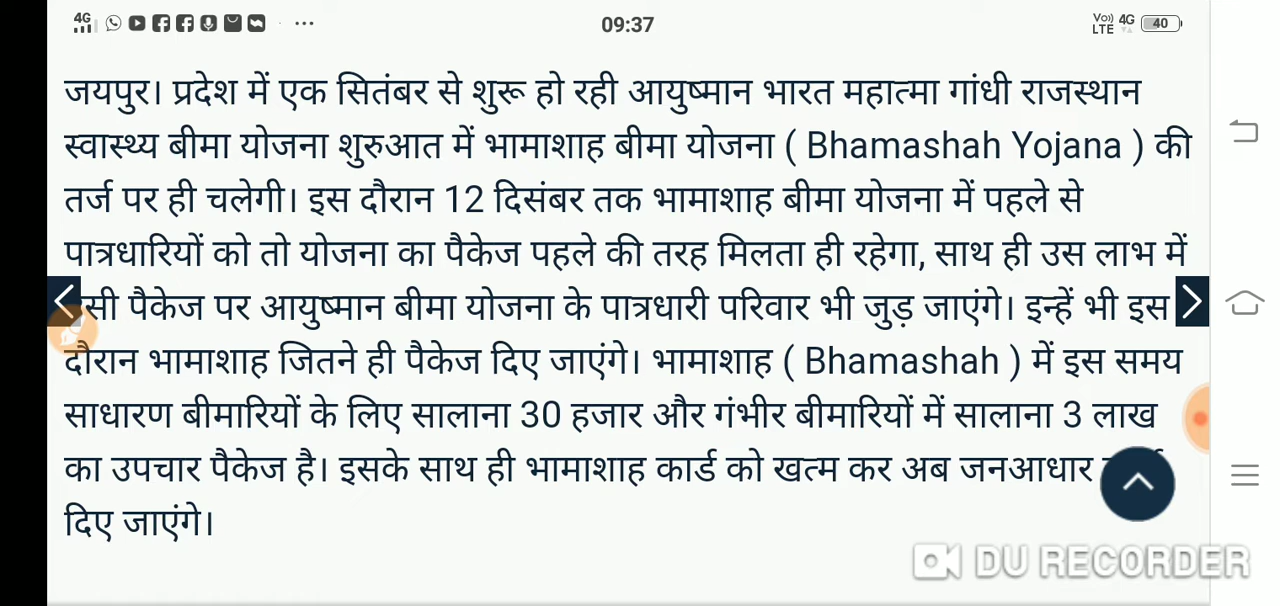 4G 09:37 Vo) LTE 4G 40
जयपुर। प्रदेश में एक सितंबर से शुरू हो रही आयुष्मान भारत महात्मा गांधी राजस्थान
स्वास्थ्य बीमा योजना शुरुआत में भामाशाह बीमा योजना ( Bhamashah Yojana ) की
तर्ज पर ही चलेगी। इस दौरान 12 दिसंबर तक भामाशाह बीमा योजना में पहले से
पात्रधारियों को तो योजना का पैकेज पहले की तरह मिलता ही रहेगा, साथ ही उस लाभ में
पैकेज पर आयुष्मान बीमा योजना के पात्रधारी परिवार भी जुड़ जाएंगे। इन्हें भी इस
दौरान भामाशाह जितने ही पैकेज दिए जाएंगे। भामाशाह ( Bhamashah ) में इस समय
साधारण बीमारियों के लिए सालाना 30 हजार और गंभीर बीमारियों में सालाना 3 लाख
का उपचार पैकेज है। इसके साथ ही भामाशाह कार्ड को खत्म कर अब जनआधार
दिए जाएंगे।
DU RECORDER